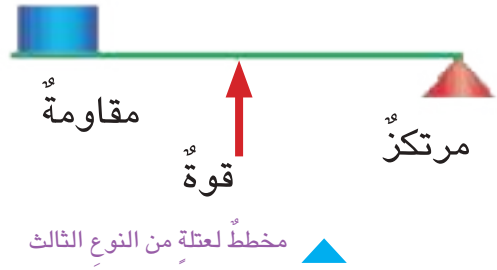 مقاومةٌ
مرتكزٌ
قوةٌ
مخططٌ لعتلةٍ من النوعِ الثالث